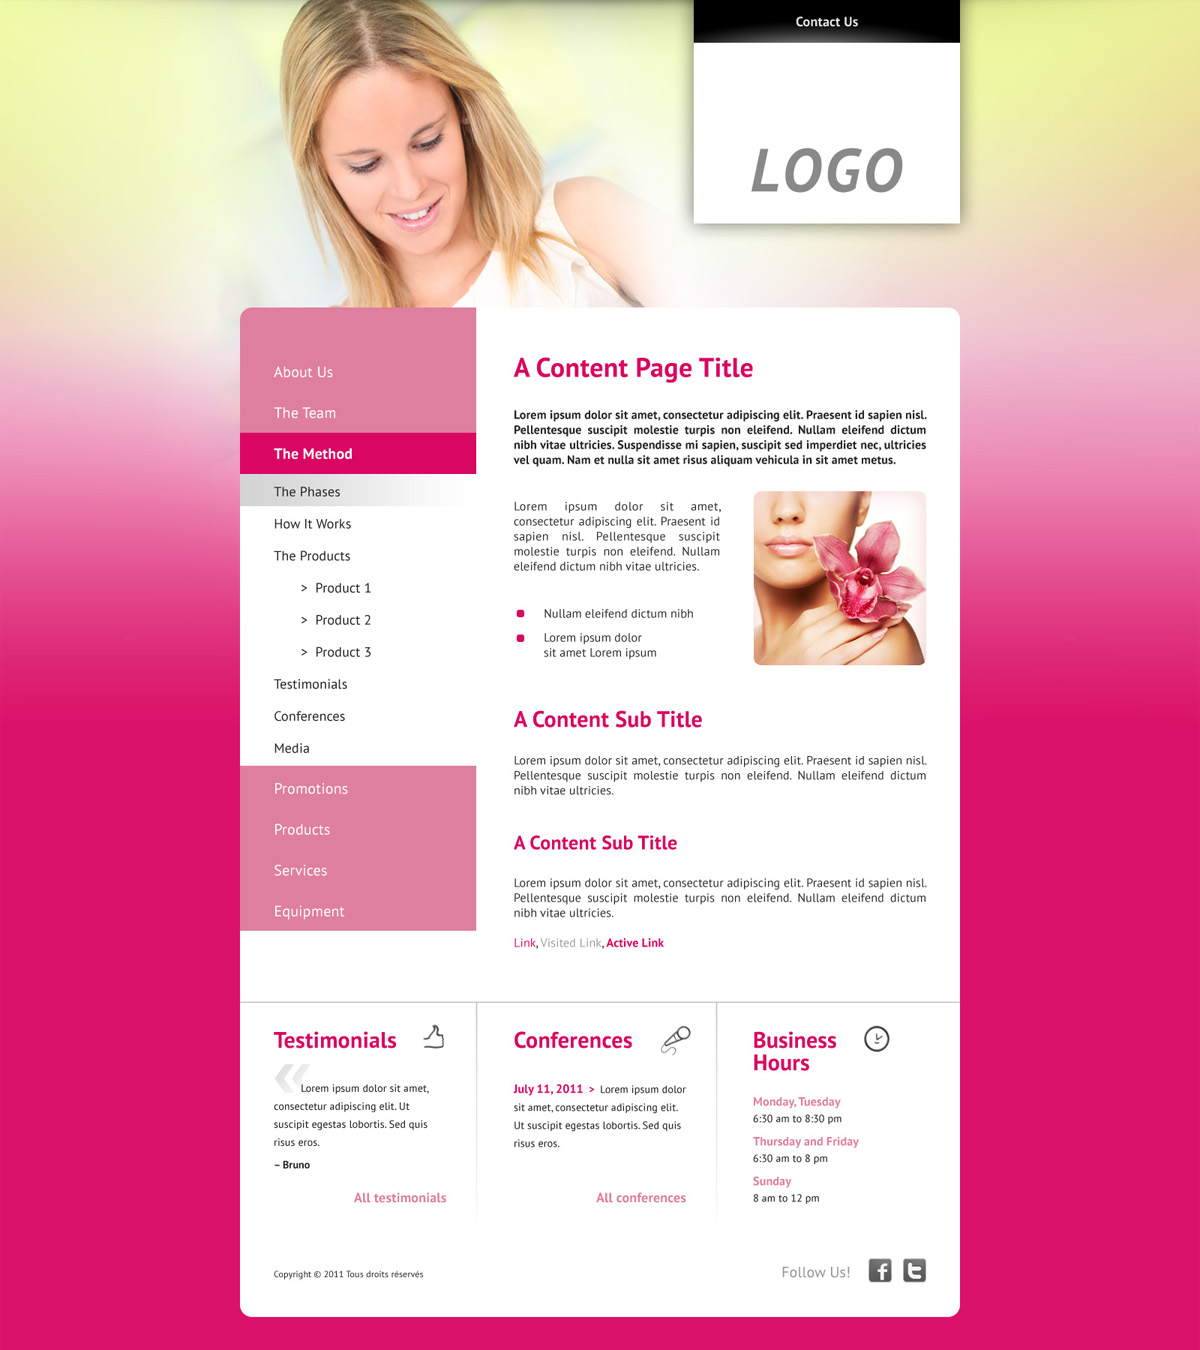 Contact Us
LOGO
About Us
The Team
The Method
The Phases
How It Works
The Products
> Product 1
> Product 2
> Product 3
Testimonials
Conferences
Media
Promotions
Products
Services
Equipment
A Content Page Title
Lorem ipsum dolor sit amet, consectetur adipiscing elit. Praesent id sapien nisl.
Pellentesque suscipit molestie turpis non eleifend. Nullam eleifend dictum
nibh vitae ultricies. Suspendisse mi sapien, suscipit sed imperdiet nec, ultricies
vel quam. Nam et nulla sit amet risus aliquam vehicula in sit amet metus.
Lorem ipsum dolor sit amet,
consectetur adipiscing elit. Praesent id
sapien nisl. Pellentesque suscipit
molestie turpis non eleifend. Nullam
eleifend dictum nibh vitae ultricies.
Nullam eleifend dictum nibh
Lorem ipsum dolor
sit amet Lorem ipsum
A Content Sub Title
Lorem ipsum dolor sit amet, consectetur adipiscing elit. Praesent id sapien nisl.
Pellentesque suscipit molestie turpis non eleifend. Nullam eleifend dictum
nibh vitae ultricies.
A Content Sub Title
Lorem ipsum dolor sit amet, consectetur adipiscing elit. Praesent id sapien nisl.
Pellentesque suscipit molestie turpis non eleifend. Nullam eleifend dictum
nibh vitae ultricies.
Link, Visited Link, Active Link
Testimonials
« Lorem ipsum dolor sit amet,
consectetur adipiscing elit. Ut
suscipit egestas lobortis. Sed quis
risus eros.
– Bruno
All testimonials
Conferences
July 11, 2011 > Lorem ipsum dolor
sit amet, consectetur adipiscing elit.
Ut suscipit egestas lobortis. Sed quis
risus eros.
All conferences
Business
Hours
Monday, Tuesday
6:30 am to 8:30 pm
Thursday and Friday
6:30 am to 8 pm
Sunday
8 am to 12 pm
Copyright © 2011 Tous droits réservés
Follow Us!